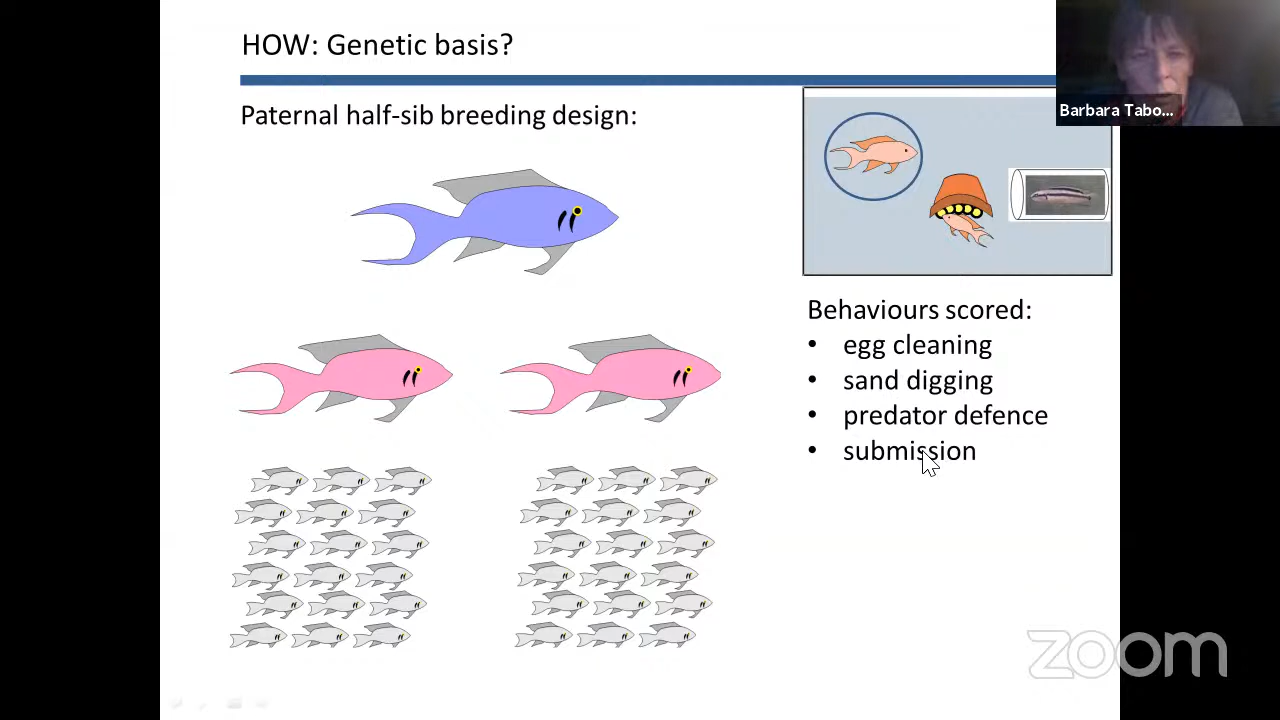 HOW: Genetic basis?
Paternal half-sib breeding design:
Barbara Tabo...
Behaviours scored:
• egg cleaning
• sand digging
• predator defence
• submission
zoom